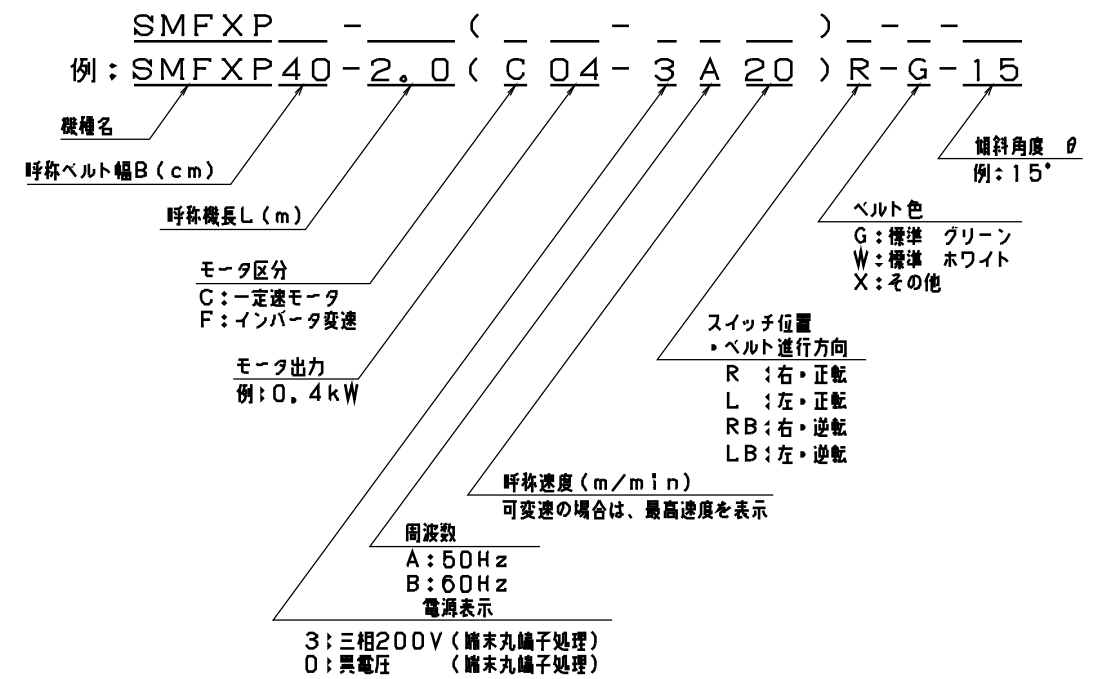 SMFXP - ( - ) - -
例:SMFXP40-2.0(C04-3A20)R-G-15
機種名
傾斜角度 θ
例:15°
呼称ベルト幅B(cm)
呼称機長L(m)
ベルト色
G:標準 グリーン
W:標準 ホワイト
X:その他
モータ区分
C:一定速モータ
F:インバータ変速
スイッチ位置
・ベルト進行方向
R :右・正転
L :左・正転
RB:右・逆転
LB:左・逆転
モータ出力
例:0.4kW
呼称速度(m/min)
可変速の場合は、最高速度を表示
周波数
A:50Hz
B:60Hz
電源表示
3:三相200V(端末丸端子処理)
0:異電圧 (端末丸端子処理)